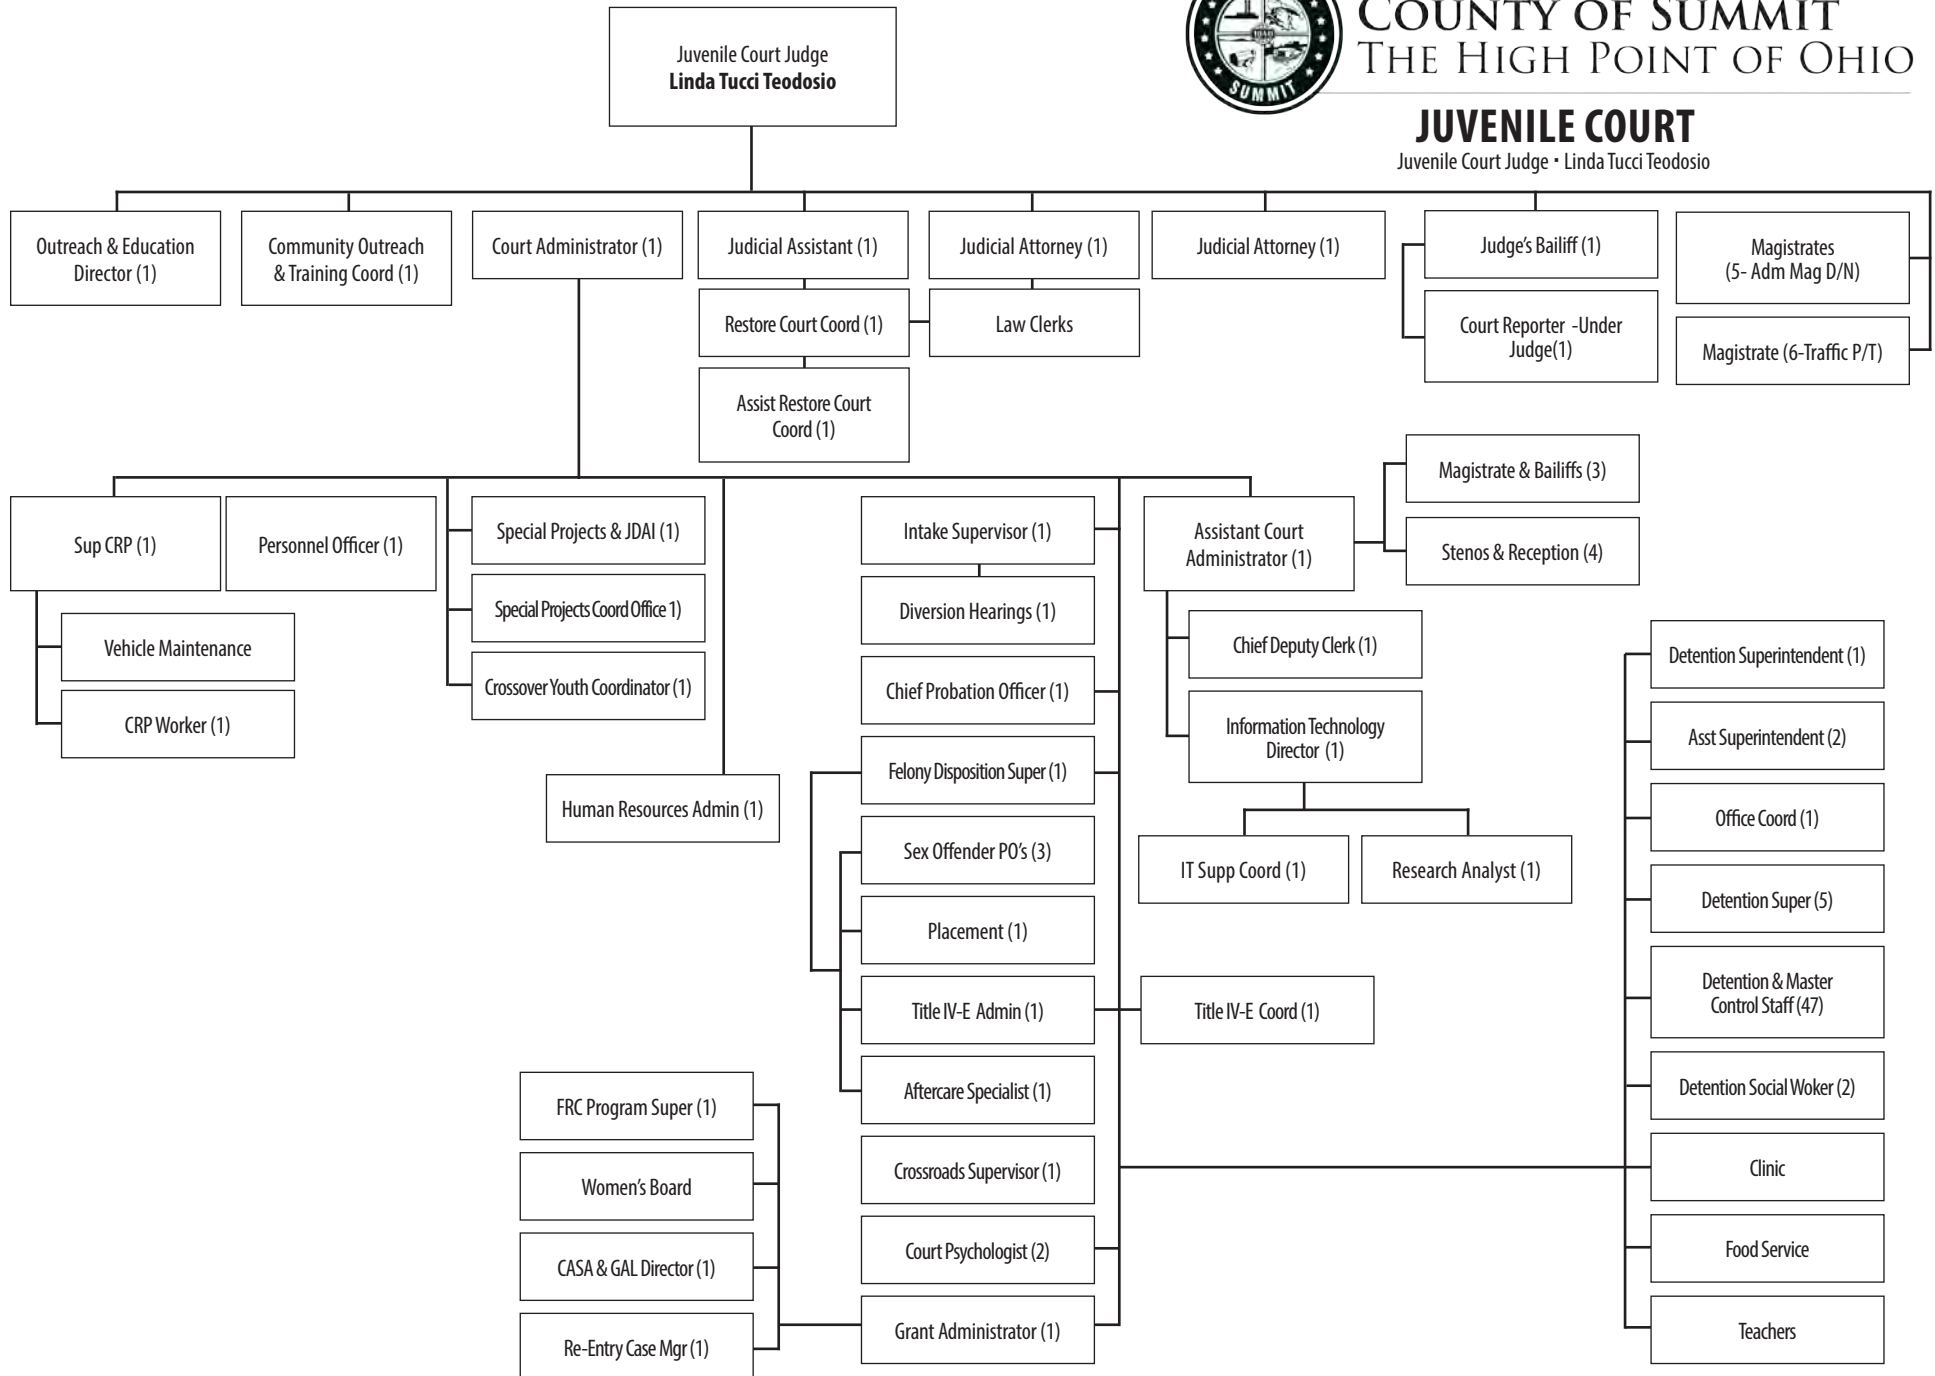 COUNTY OF SUMMIT
THE HIGH POINT OF OHIO
SUMMIT
JUVENILE COURT
Juvenile Court Judge ▪ Linda Tucci Teodosio
Juvenile Court Judge
Linda Tucci Teodosio
Outreach & Education
Director (1)
Community Outreach
& Training Coord (1)
Court Administrator (1)
Judicial Assistant (1)
Judicial Attorney (1)
Judicial Attorney (1)
Judge's Bailiff (1)
Magistrates
(5- Adm Mag D/N)
Restore Court Coord (1)
Law Clerks
Court Reporter -Under
Judge(1)
Magistrate (6-Traffic P/T)
Assist Restore Court
Coord (1)
Magistrate & Bailiffs (3)
Stenos & Reception (4)
Sup CRP (1)
Personnel Officer (1)
Special Projects & JDAI (1)
Special Projects Coord Office 1)
Crossover Youth Coordinator (1)
Vehicle Maintenance
CRP Worker (1)
Human Resources Admin (1)
Intake Supervisor (1)
Diversion Hearings (1)
Chief Probation Officer (1)
Felony Disposition Super (1)
Sex Offender PO's (3)
Placement (1)
Title IV-E Admin (1)
Aftercare Specialist (1)
Crossroads Supervisor (1)
Court Psychologist (2)
Grant Administrator (1)
Assistant Court
Administrator (1)
Chief Deputy Clerk (1)
Information Technology
Director (1)
IT Supp Coord (1)
Research Analyst (1)
Title IV-E Coord (1)
FRC Program Super (1)
Women's Board
CASA & GAL Director (1)
Re-Entry Case Mgr (1)
Detention Superintendent (1)
Asst Superintendent (2)
Office Coord (1)
Detention Super (5)
Detention & Master
Control Staff (47)
Detention Social Woker (2)
Clinic
Food Service
Teachers